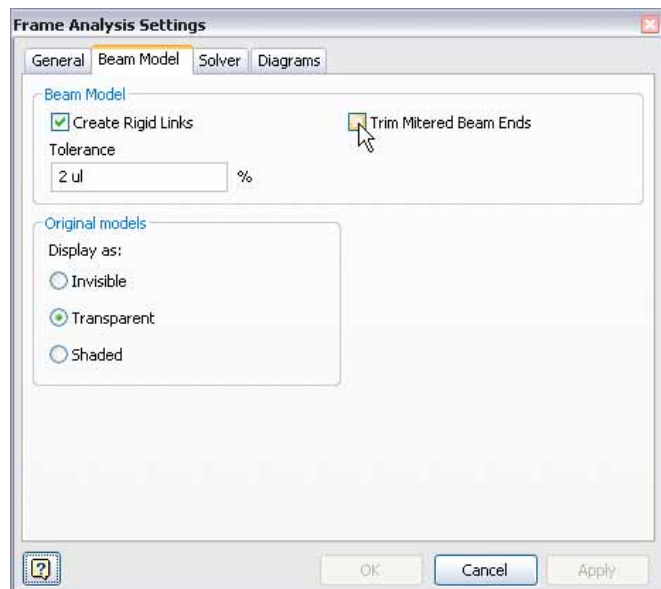 Frame Analysis Settings
General Beam Model Solver Diagrams
Beam Model
Create Rigid Links
Trim Mitered Beam Ends
Tolerance
2 ul %
Original models
Display as:
Invisible
Transparent
Shaded
?
OK Cancel Apply